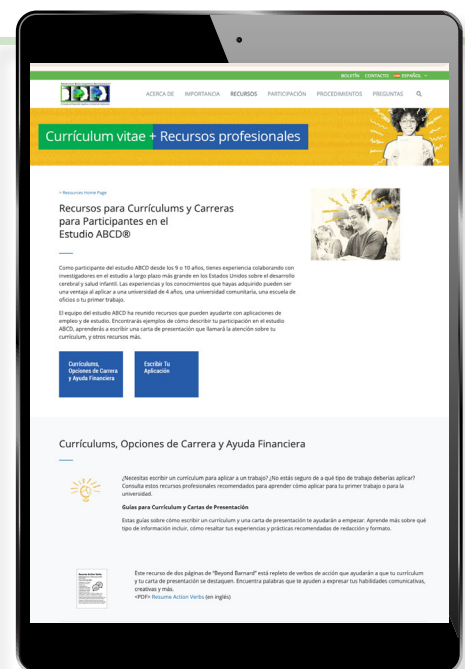 BOLETÍN CONTACTO ESPAÑOL
ACERCA DE IMPORTANCIA RECURSOS PARTICIPACIÓN PROCEDIMIENTOS PREGUNTAS
Currículum vitae + Recursos profesionales
« Resources Home Page
Recursos para Currículums y Carreras
para Participantes en el
Estudio ABCD®
Como participante del estudio ABCD desde los 9 o 10 años, tienes experiencia colaborando con
investigadores en el estudio a largo plazo más grande en los Estados Unidos sobre el desarrollo
cerebral y salud infantil. Las experiencias y los conocimientos que hayas adquirido pueden ser
una ventaja al aplicar a una universidad de 4 años, una universidad comunitaria, una escuela de
oficios o tu primer trabajo.
El equipo del estudio ABCD ha reunido recursos que pueden ayudarte con aplicaciones de
empleo y de estudio. Encontrarás ejemplos de cómo describir tu participación en el estudio
ABCD, aprenderás a escribir una carta de presentación que llamará la atención sobre tu
currículum, y otros recursos más.
Currículums,
Opciones de Carrera
y Ayuda Financiera
Escribir Tu
Aplicación
Currículums, Opciones de Carrera y Ayuda Financiera
¿Necesitas escribir un currículum para aplicar a un trabajo? ¿No estás seguro de a qué tipo de trabajo deberías aplicar?
Consulta estos recursos profesionales recomendados para aprender cómo aplicar para tu primer trabajo o para la
universidad.
Guías para Currículum y Cartas de Presentación
Estas guías sobre cómo escribir un currículum y una carta de presentación te ayudarán a empezar. Aprende más sobre qué
tipo de información incluir, cómo resaltar tus experiencias y prácticas recomendadas de redacción y formato.
Este recurso de dos páginas de "Beyond Barnard" está repleto de verbos de acción que ayudarán a que tu currículum
y tu carta de presentación se destaquen. Encuentra palabras que te ayuden a expresar tus habilidades comunicativas,
creativas y más.
<PDF> Resume Action Verbs (en inglés)